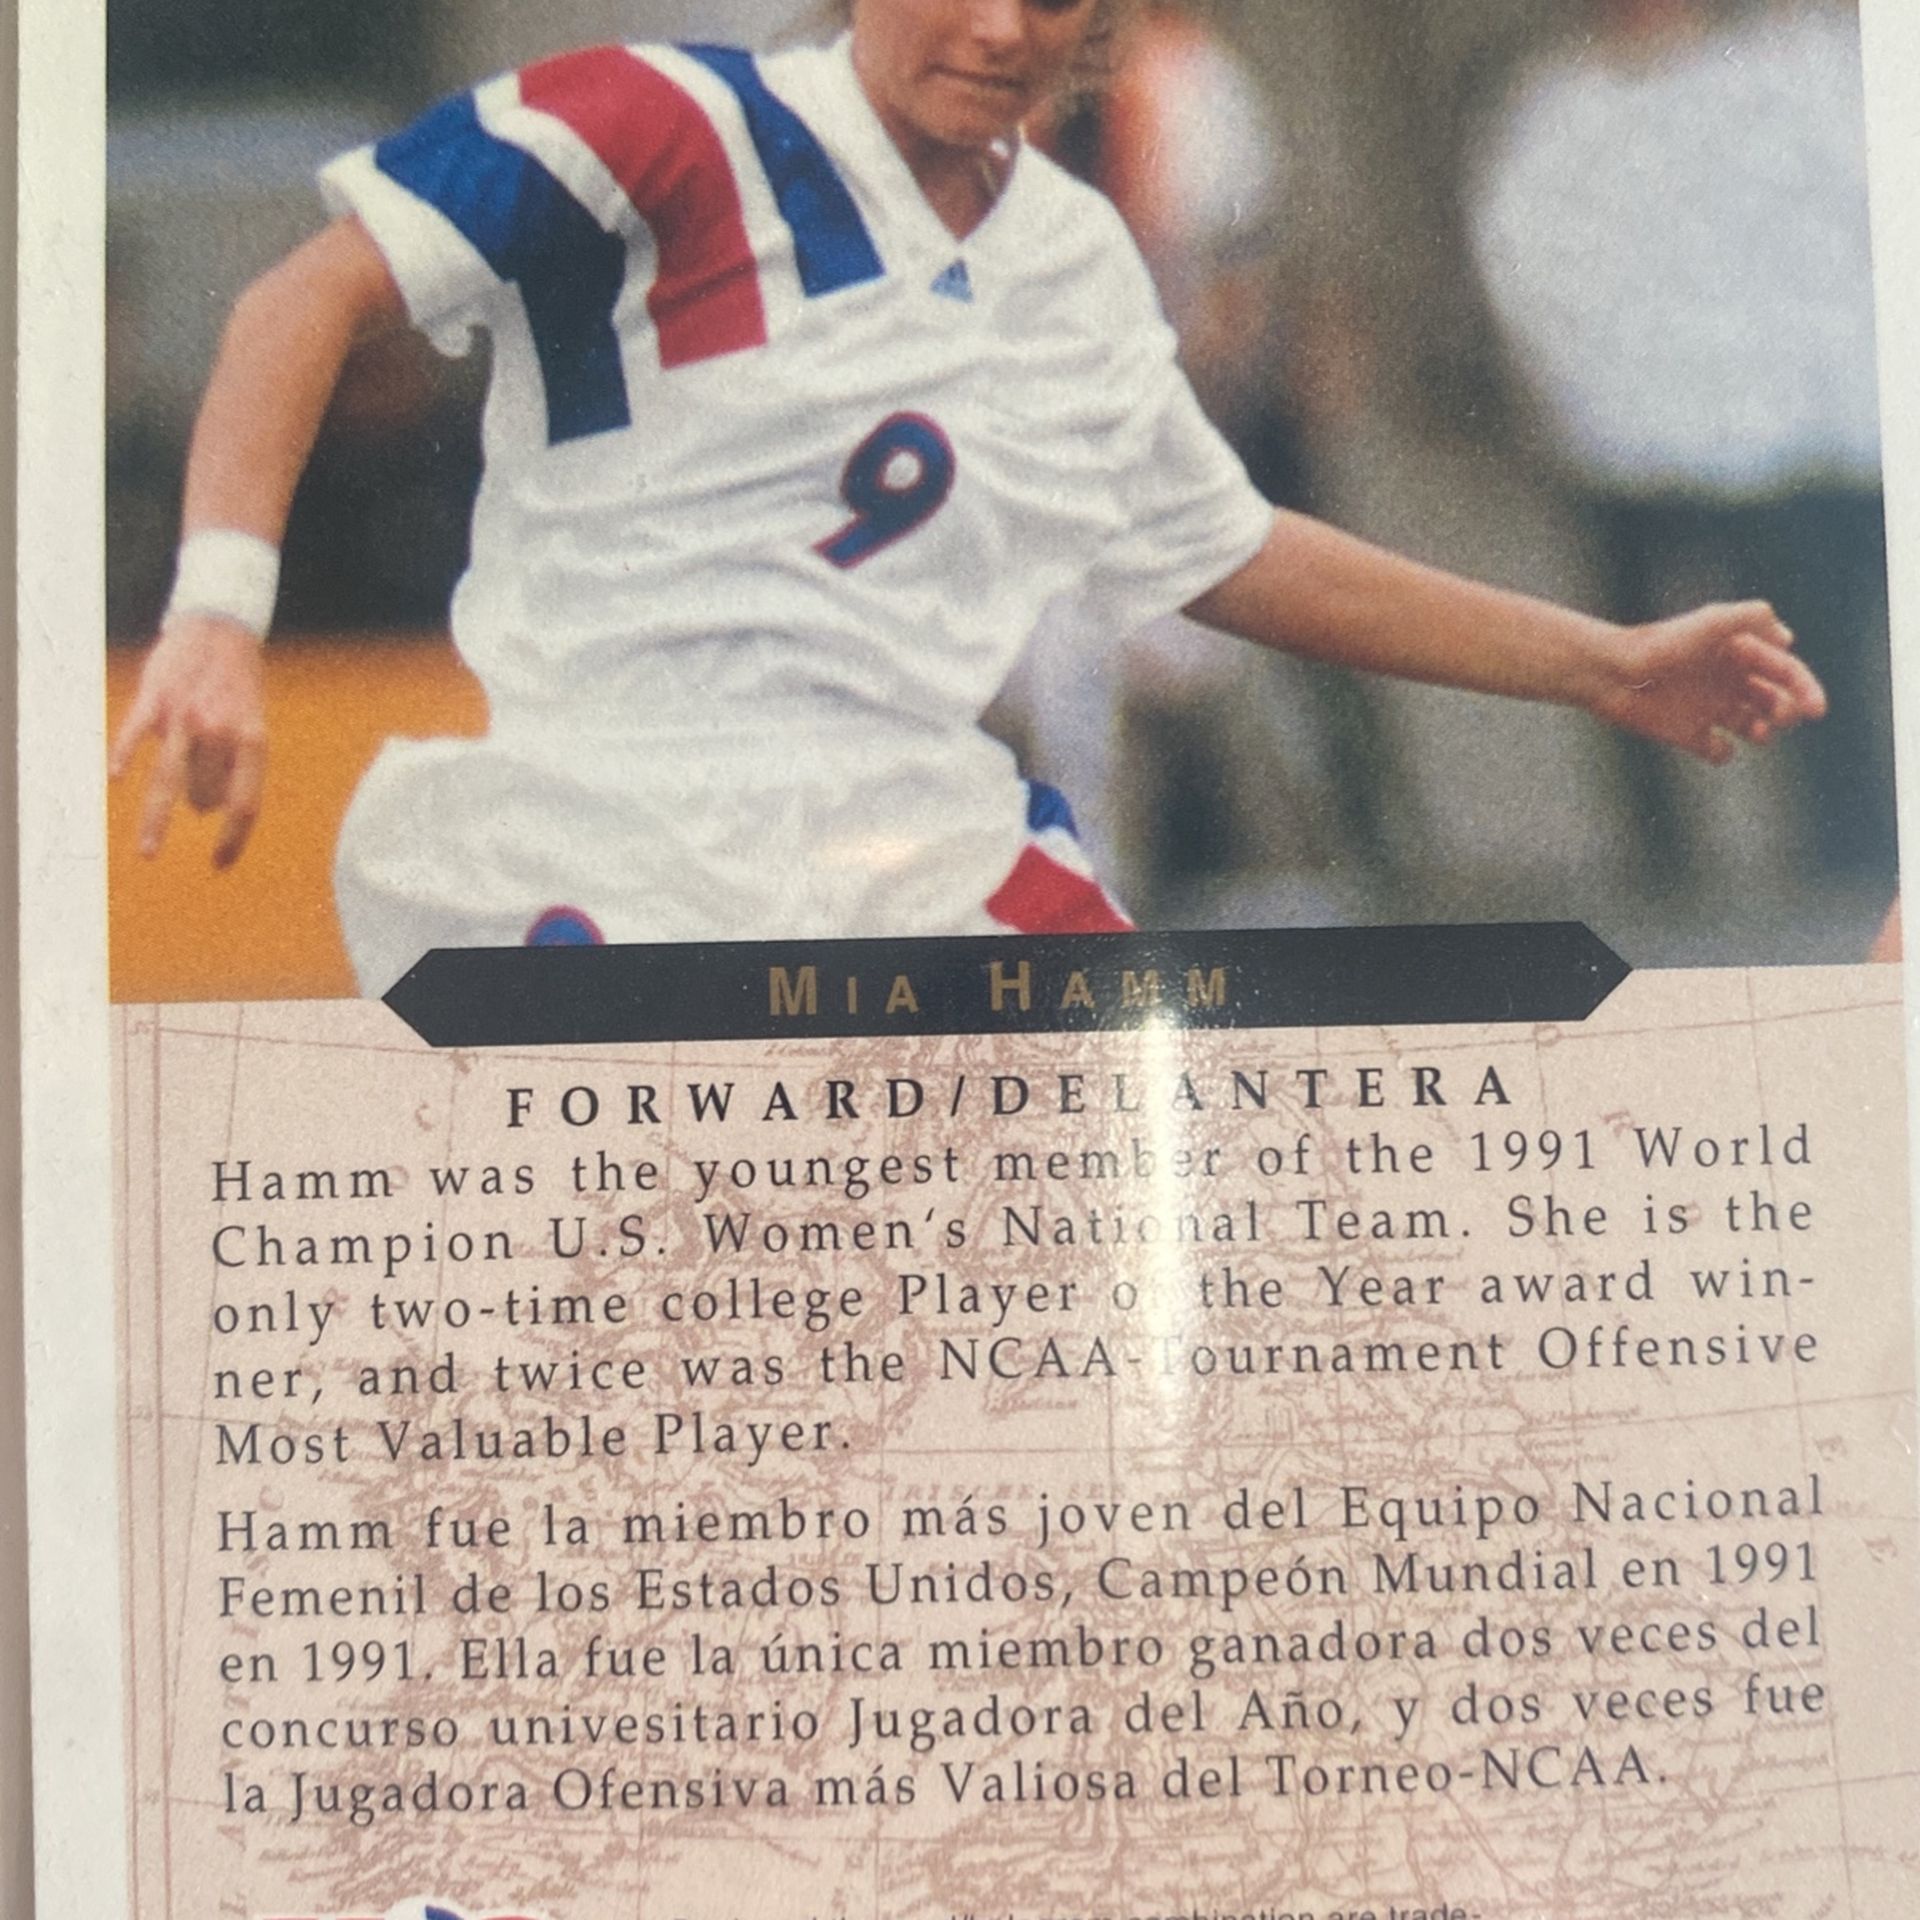 9
MIA HAMM
FORWARD/DELANTERA
Hamm was the youngest member of the 1991 World
Champion U.S. Women's National Team. She is the
only two-time college Player of the Year award win-
ner, and twice was the NCAA-Tournament Offensive
Most Valuable Player.
Hamm fue la miembro más joven del Equipo Nacional
Femenil de los Estados Unidos, Campeón Mundial en 1991
en 1991. Ella fue la única miembro ganadora dos veces del
concurso univesitario Jugadora del Año, y dos veces fue
la Jugadora Ofensiva más Valiosa del Torneo-NCAA.
combination are trade-